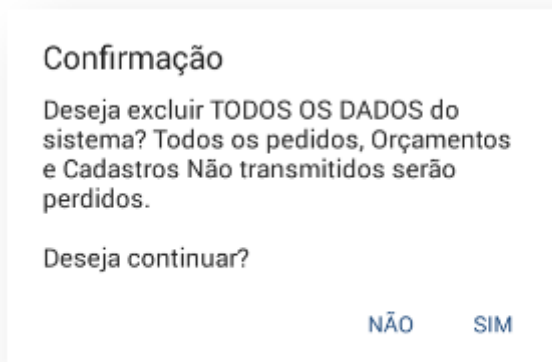 Confirmação
Deseja excluir TODOS OS DADOS do
sistema? Todos os pedidos, Orçamentos
e Cadastros Não transmitidos serão
perdidos.
Deseja continuar?
NÃO SIM